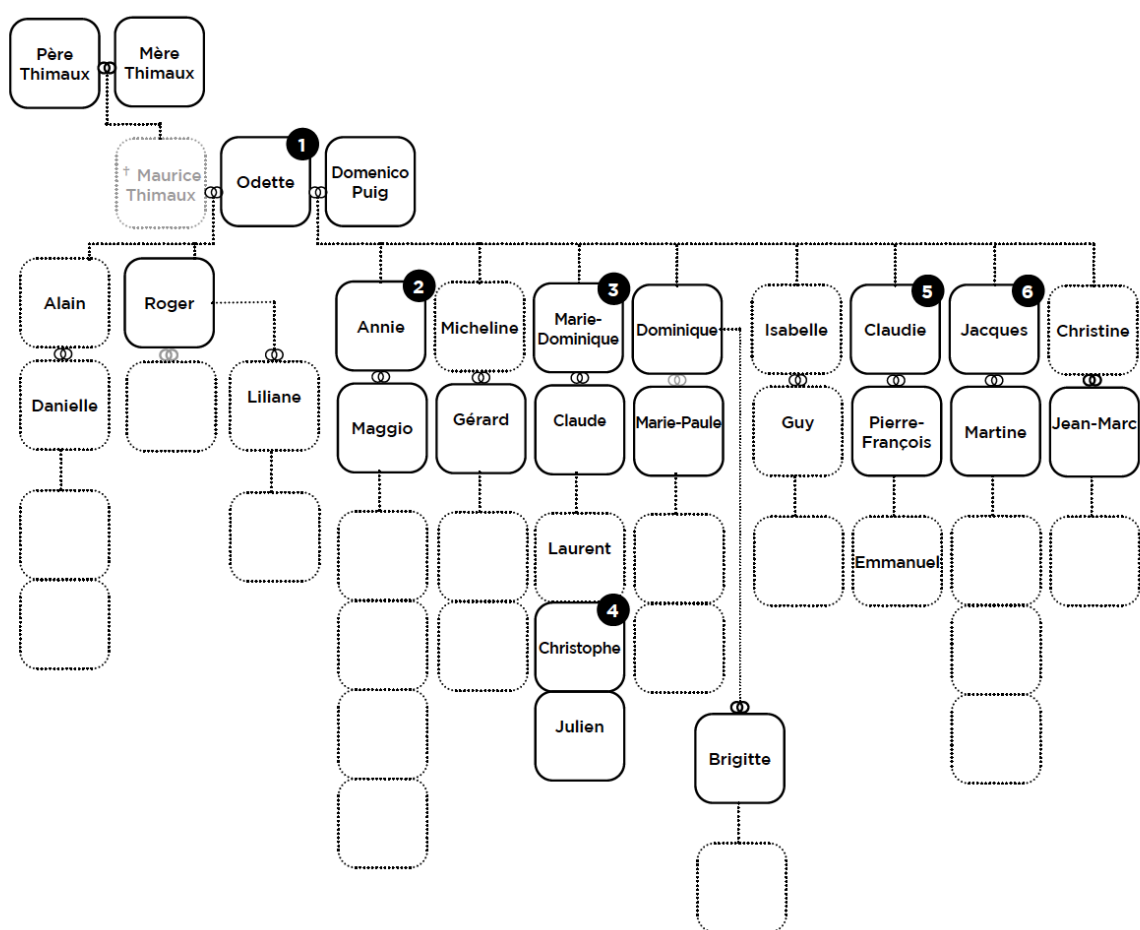 Père
Thimaux
Mère
Thimaux
† Maurice
Thimaux
1
Odette
Domenico
Puig
Alain
Roger
2
Annie
Micheline
3
Marie-
Dominique
Dominique
Isabelle
5
Claudie
6
Jacques
Christine
Danielle
Liliane
Maggio
Gérard
Claude
Marie-Paule
Guy
Pierre-
François
Martine
Jean-Marc
Laurent
Emmanuel
4
Christophe
Julien
Brigitte